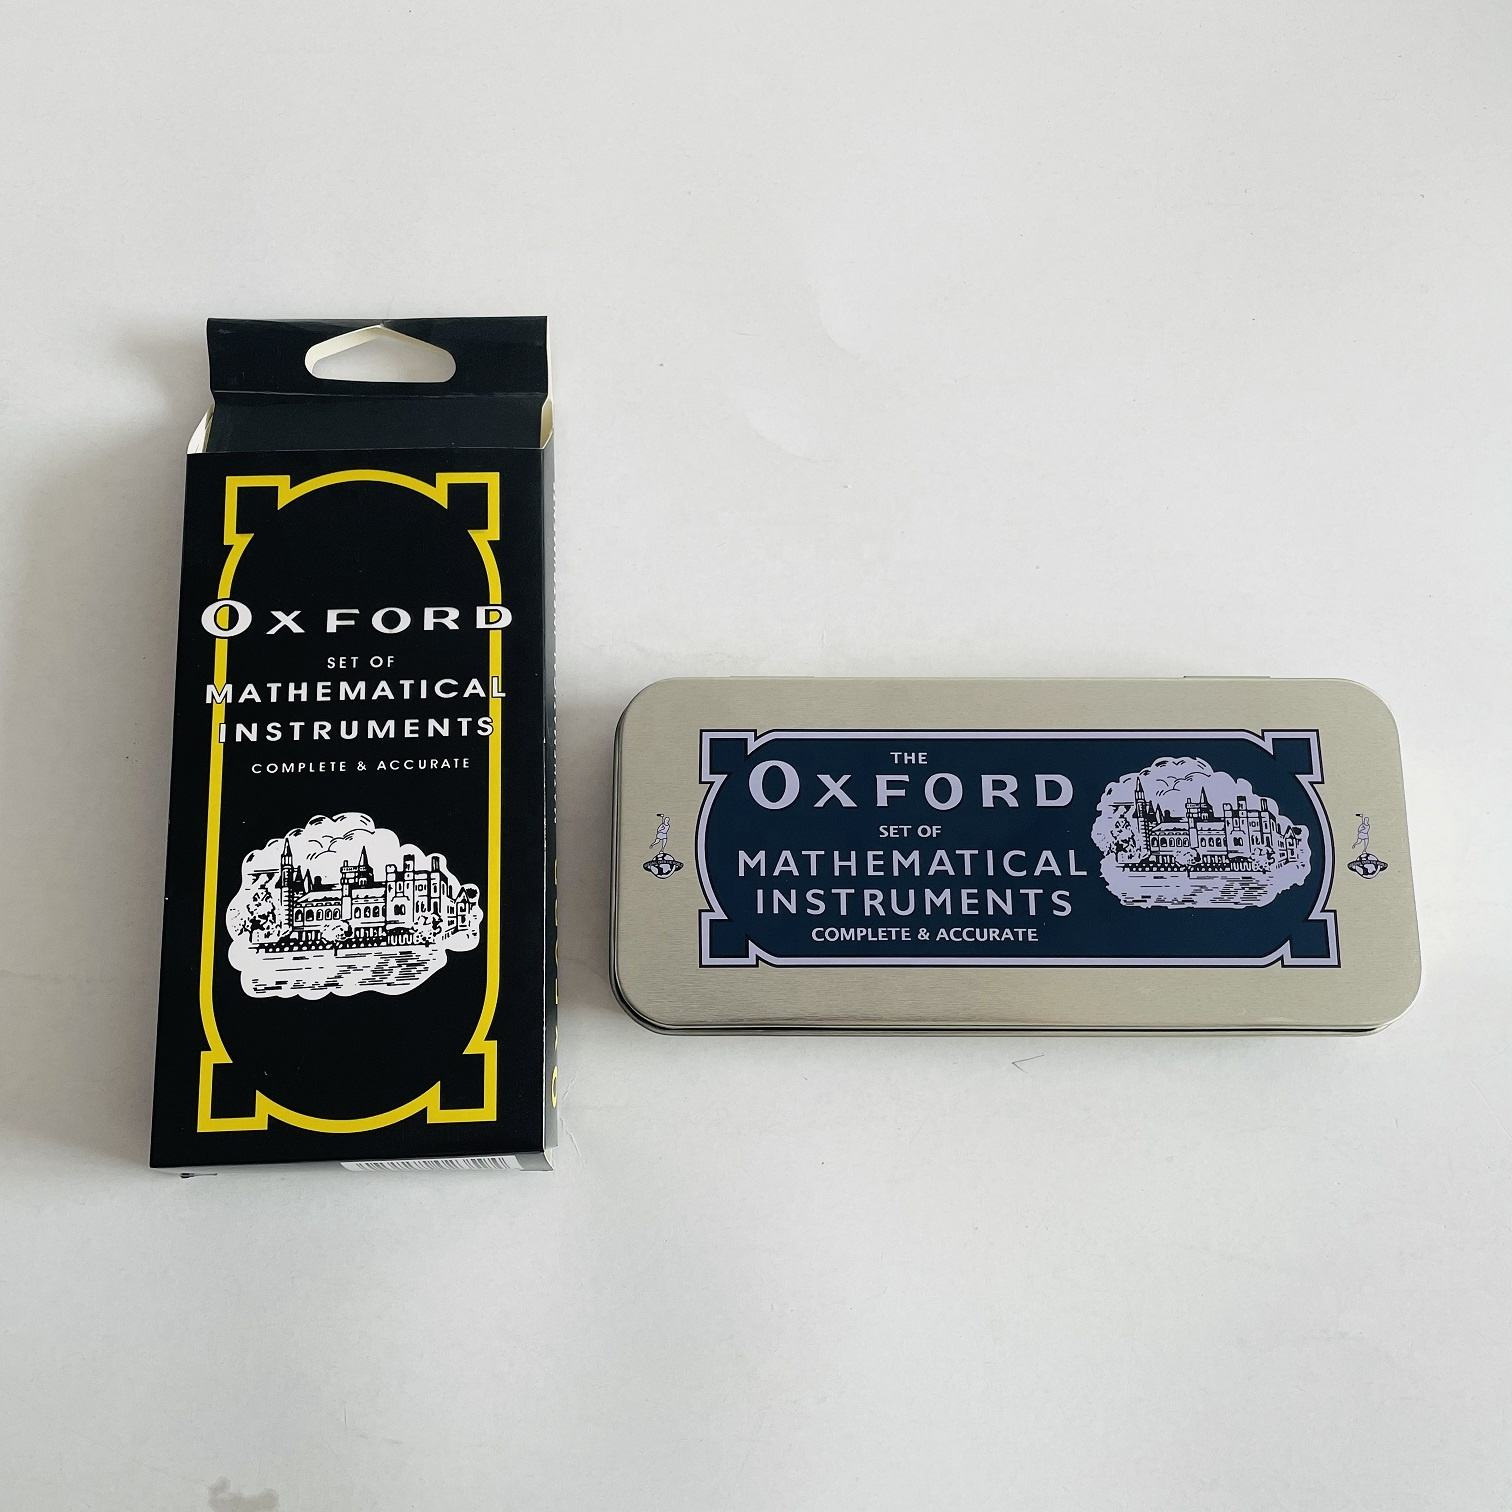 OXFORD
SET OF
MATHEMATICAL
INSTRUMENTS
COMPLETE & ACCURATE
THE
OXFORD
SET OF
MATHEMATICAL
INSTRUMENTS
COMPLETE & ACCURATE